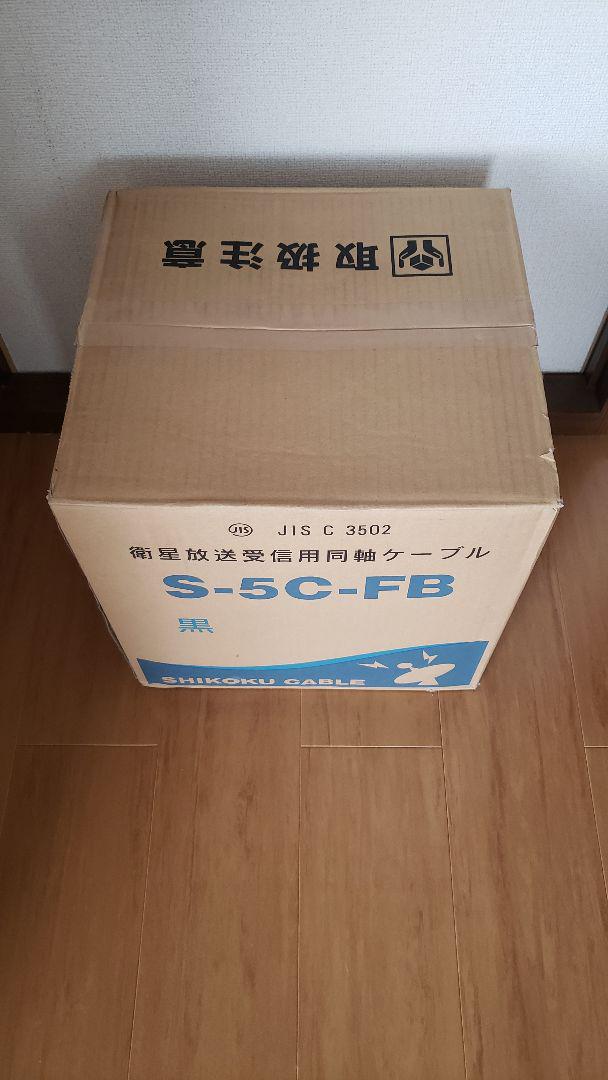 取扱注意
JIS JIS C 3502
衛星放送受信用同軸ケーブル
S-5C-FB
黒
SHIKOKU CABLE